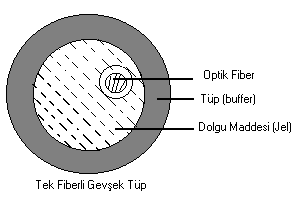 Optik Fiber
Tüp (buffer)
Dolgu Maddesi (Jel)
Tek Fiberli Gevşek Tüp